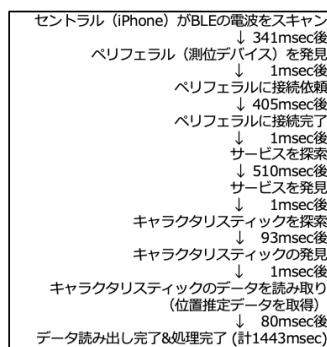 セントラル（iPhone）がBLEの電波をスキャン
↓ 341msec後
ペリフェラル（測位デバイス）を発見
↓ 1msec後
ペリフェラルに接続依頼
↓ 405msec後
ペリフェラルに接続完了
↓ 1msec後
サービスを探索
↓ 510msec後
サービスを発見
↓ 1msec後
キャラクタリスティックを探索
↓ 93msec後
キャラクタリスティックの発見
↓ 1msec後
キャラクタリスティックのデータを読み取り
（位置推定データを取得）
↓ 80msec後
データ読み出し完了&処理完了 (計1443msec)